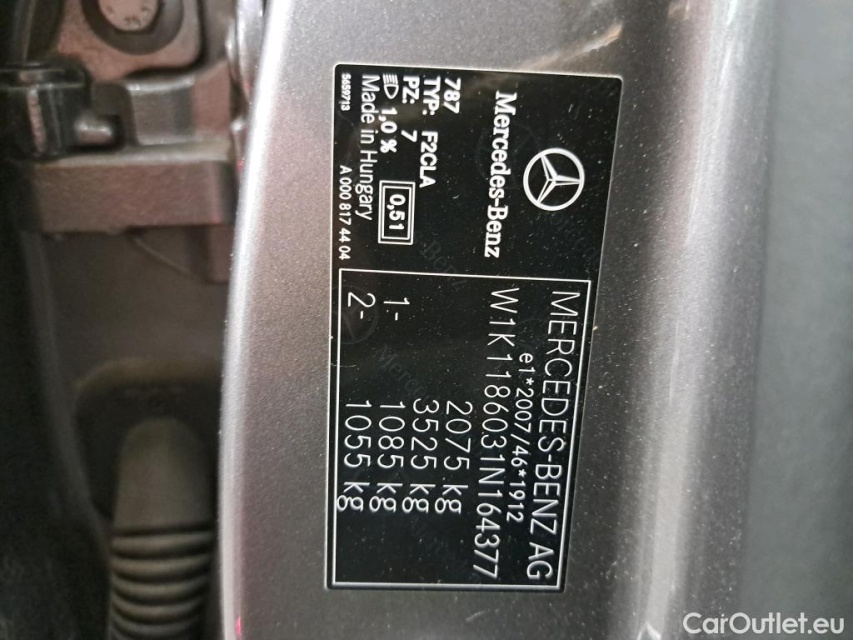 Mercedes-Benz
787
TYP: F2CLA
PZ: 7
1,0 % 0,51
Made in Hungary
5659713 A 000 817 44 04
MERCEDES-BENZ AG
e1*2007/46*1912
W1K1186031N164377
2075 kg
3525 kg
1- 1085 kg
2- 1055 kg
CarOutlet.eu